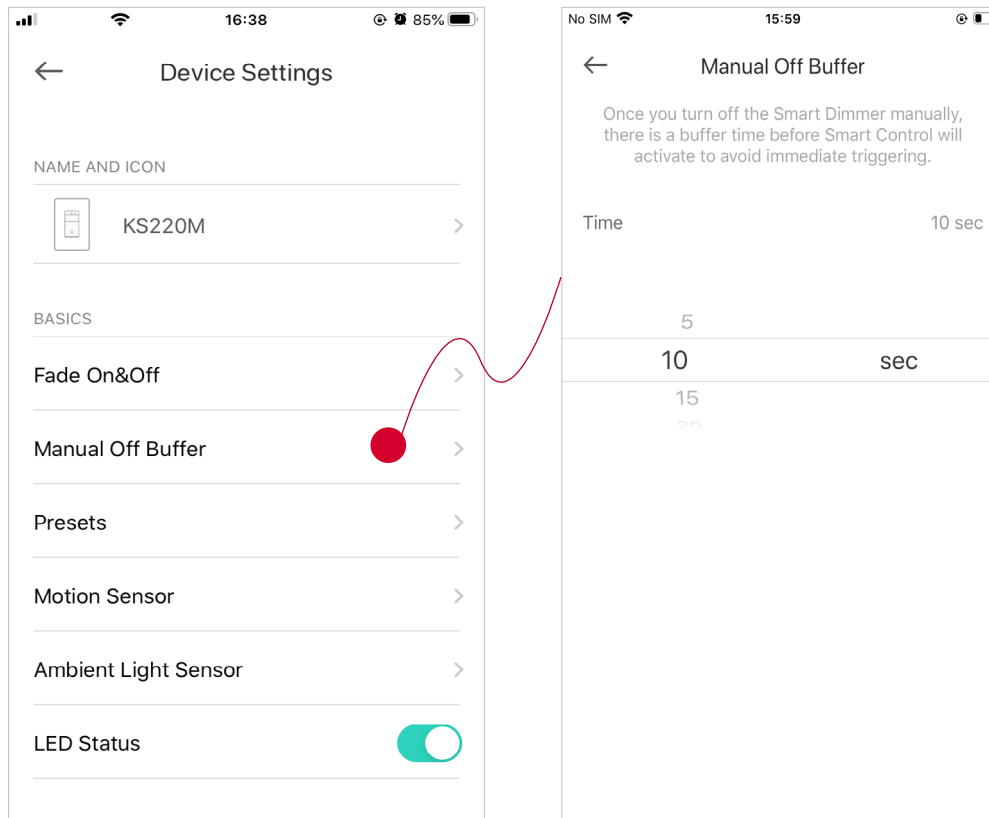 16:38
85%
Device Settings
NAME AND ICON
KS220M
BASICS
Fade On&Off
Manual Off Buffer
Presets
Motion Sensor
Ambient Light Sensor
LED Status
No SIM
15:59
Manual Off Buffer
Once you turn off the Smart Dimmer manually,
there is a buffer time before Smart Control will
activate to avoid immediate triggering.
Time 10 sec
5
10 sec
15
20